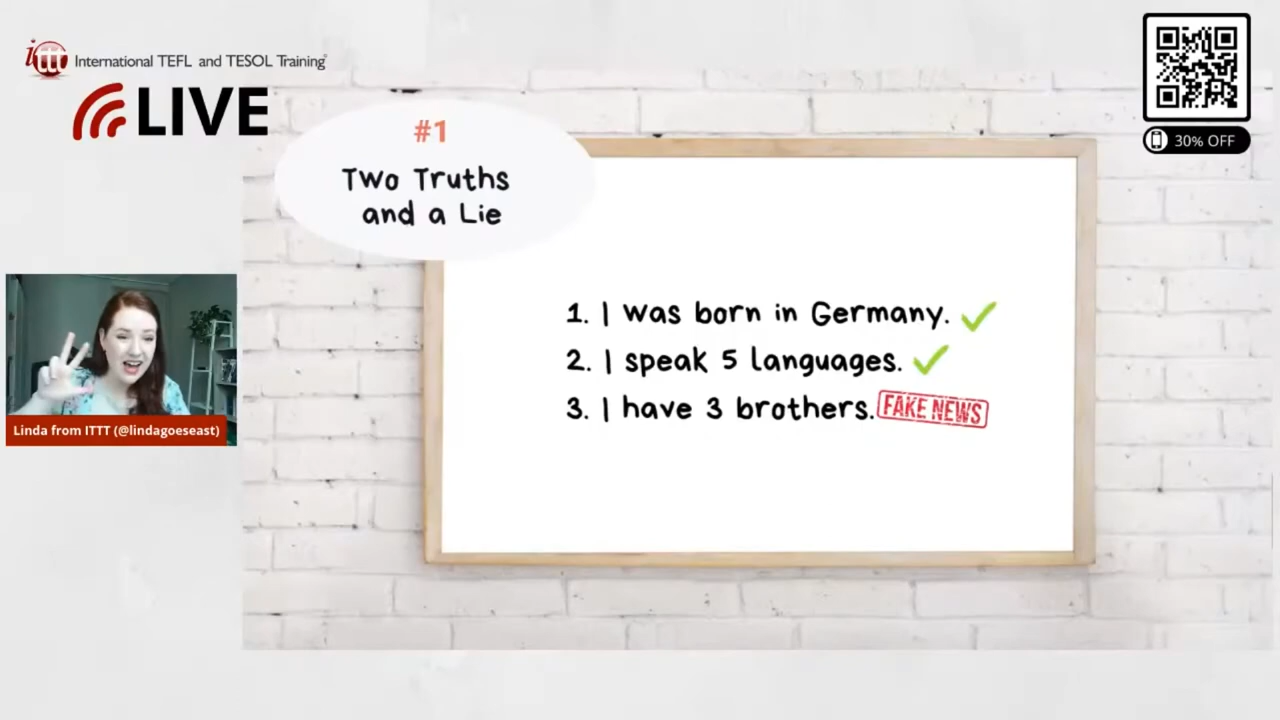 ittt International TEFL and TESOL Training
LIVE
30% OFF
#1
Two Truths
and a Lie
1. I was born in Germany.
2. I speak 5 languages.
3. I have 3 brothers. FAKE NEWS
Linda from ITTT (@lindagoeseast)